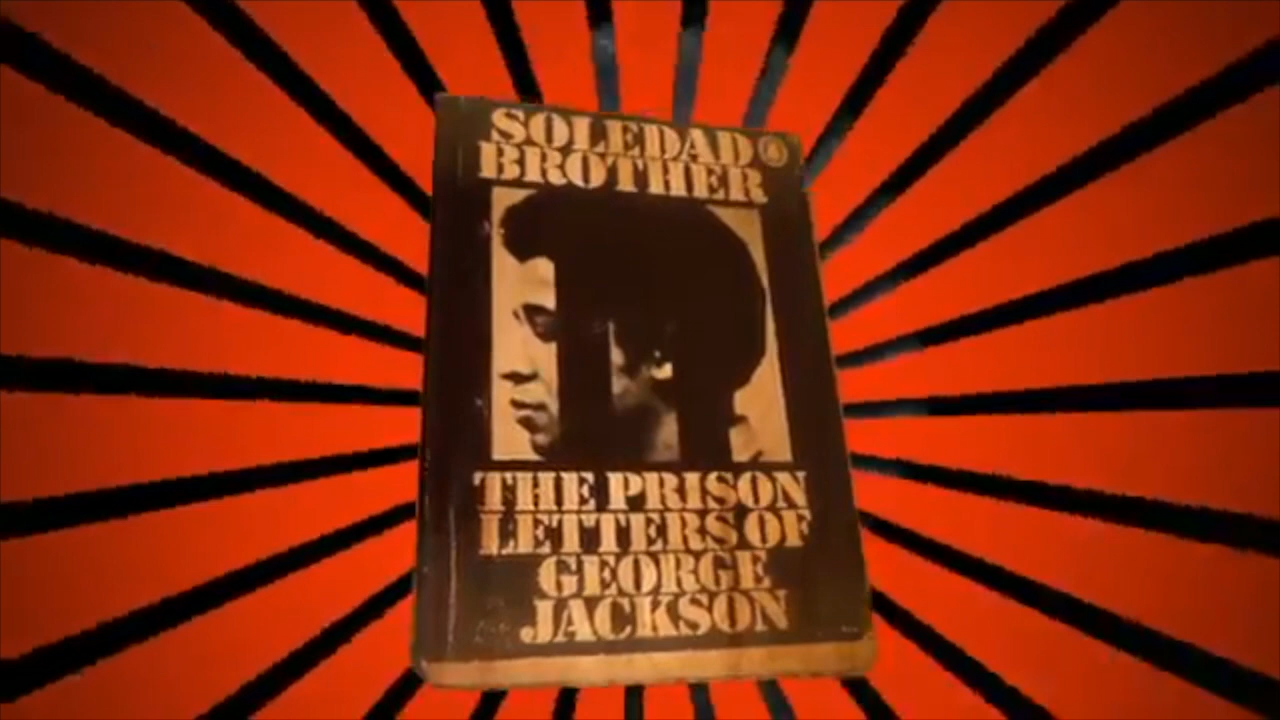 SOLEDAD
BROTHER
THE PRISON
LETTERS OF
GEORGE
JACKSON